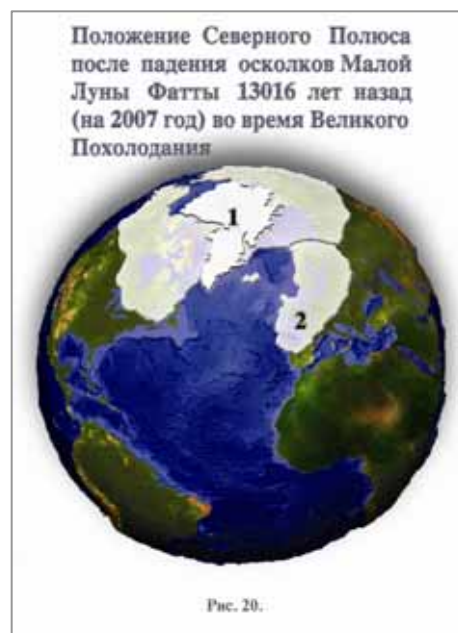 Положение Северного Полюса
после падения осколков Малой
Луны Фатты 13016 лет назад
(на 2007 год) во время Великого
Похолодания
1
2
Рис. 20.